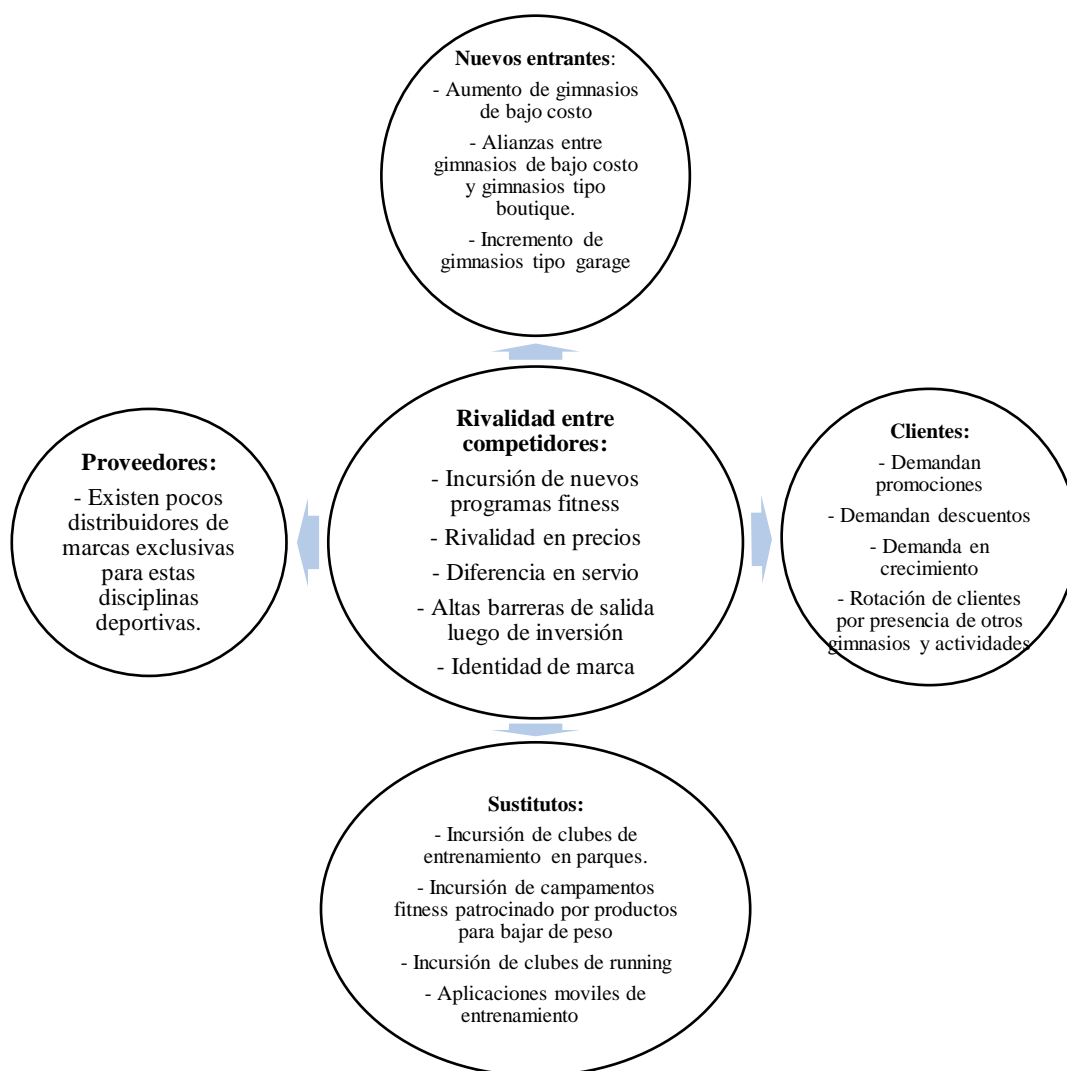 Nuevos entrantes:
- Aumento de gimnasios
de bajo costo
- Alianzas entre
gimnasios de bajo costo
y gimnasios tipo
boutique.
- Incremento de
gimnasios tipo garage
Proveedores:
- Existen pocos
distribuidores de
marcas exclusivas
para estas
disciplinas
deportivas.
Rivalidad entre
competidores:
- Incursión de nuevos
programas fitness
- Rivalidad en precios
- Diferencia en servio
- Altas barreras de salida
luego de inversión
- Identidad de marca
Clientes:
- Demandan
promociones
- Demandan descuentos
- Demanda en
crecimiento
- Rotación de clientes
por presencia de otros
gimnasios y actividades
Sustitutos:
- Incursión de clubes de
entrenamiento en parques.
- Incursión de campamentos
fitness patrocinado por productos
para bajar de peso
- Incursión de clubes de running
- Aplicaciones moviles de
entrenamiento